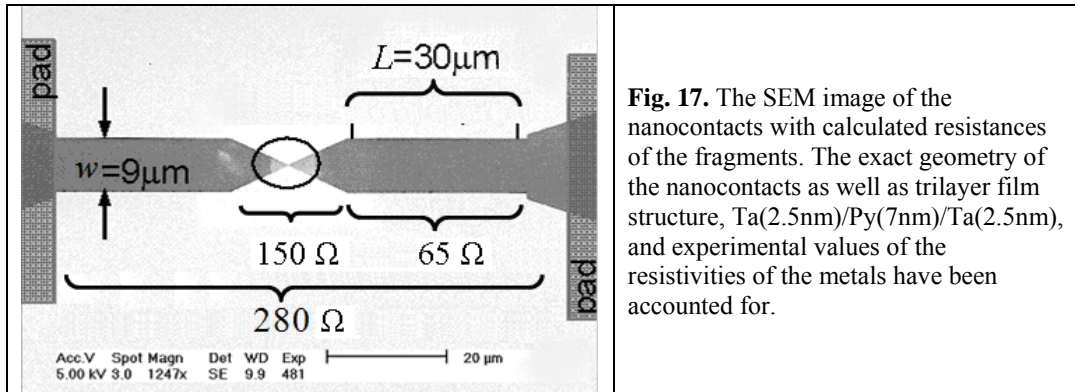 pad
L=30μm
w=9μm
150 Ω
65 Ω
280 Ω
pad
Acc.V Spot Magn Det WD Exp 20 μm
5.00 kV 3.0 1247x SE 9.9 481
Fig. 17. The SEM image of the
nanocontacts with calculated resistances
of the fragments. The exact geometry of
the nanocontacts as well as trilayer film
structure, Ta(2.5nm)/Py(7nm)/Ta(2.5nm),
and experimental values of the
resistivities of the metals have been
accounted for.